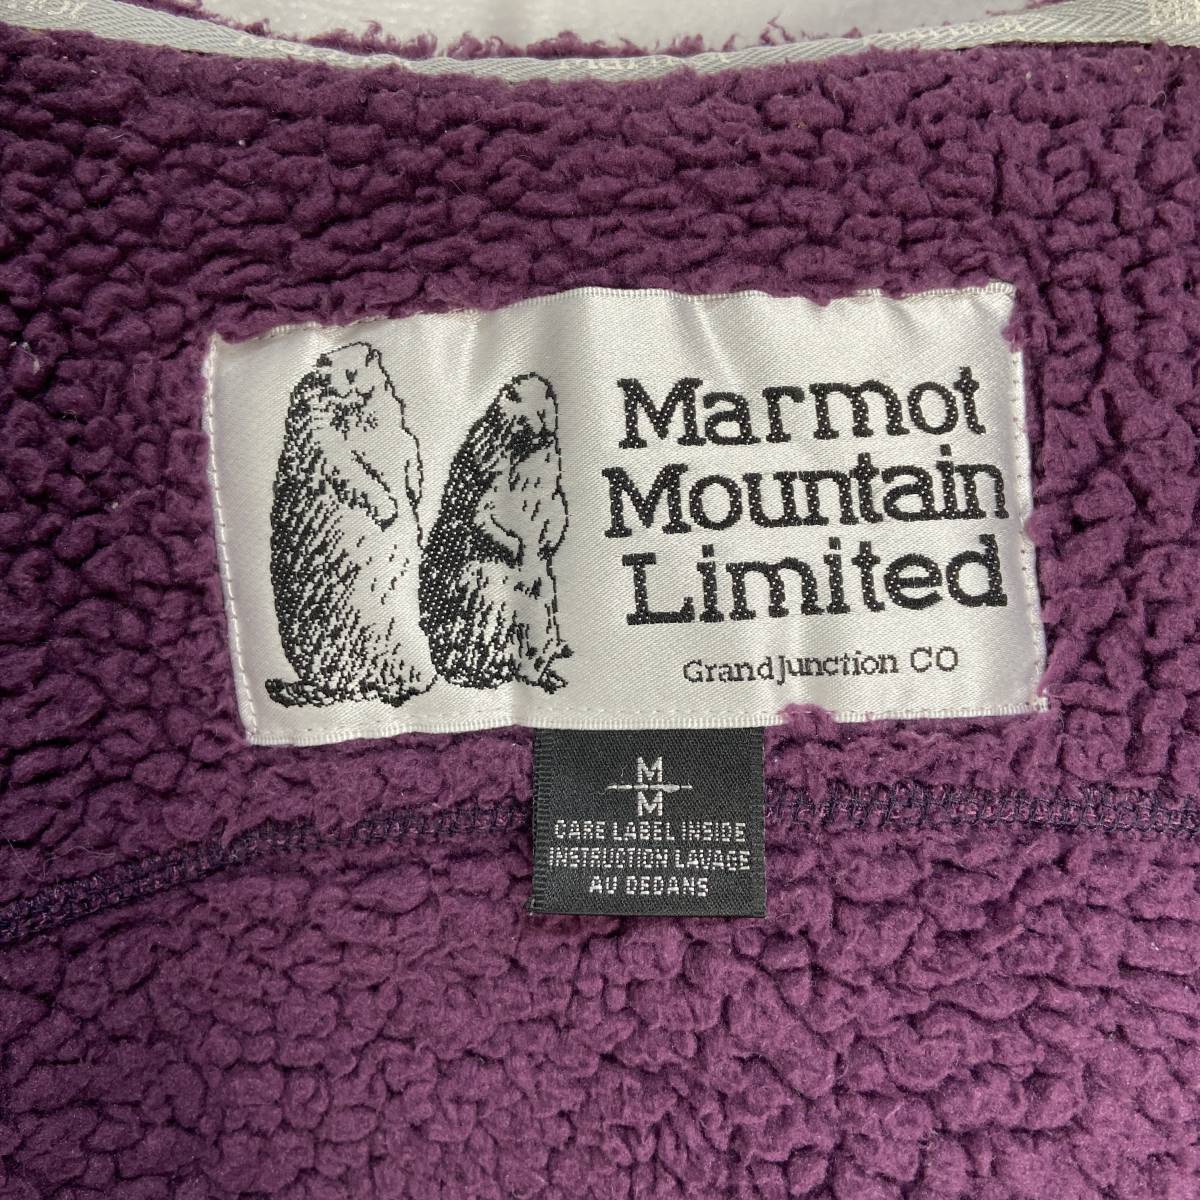 Marmot
Mountain
Limited
Grand Junction CO
M
M
CARE LABEL INSIDE
INSTRUCTION LAVAGE
AU DEDANS